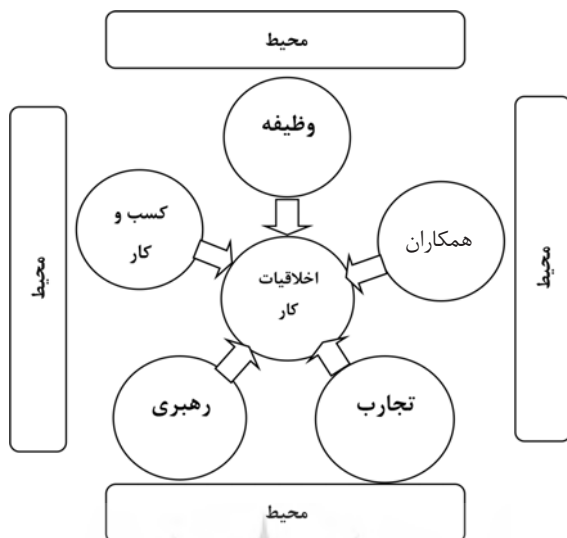 محیط
وظیفه
کسب و
کار
همکاران
محیط
محیط
اخلاقیات
کار
رهبری
تجارب
محیط